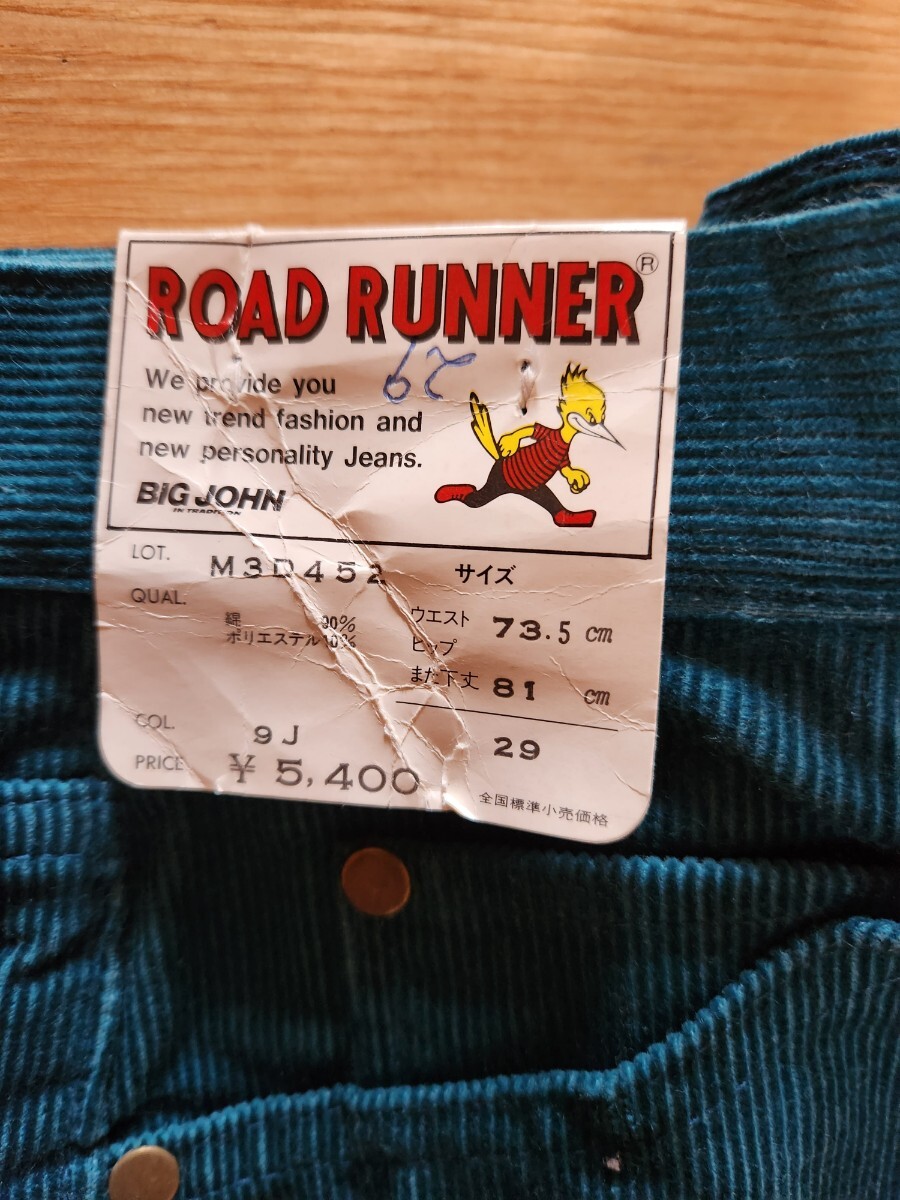 ROAD RUNNER®
We provide you
new trend fashion and
new personality Jeans.
BIG JOHN
IN TRADITION
LOT. M3D452
QUAL.
綿 90%
ポリエステル10%
サイズ
ウエスト 73.5 cm
ヒップ
また下丈 81 cm
29
COL. 9J
PRICE ¥5,400
全国標準小売価格